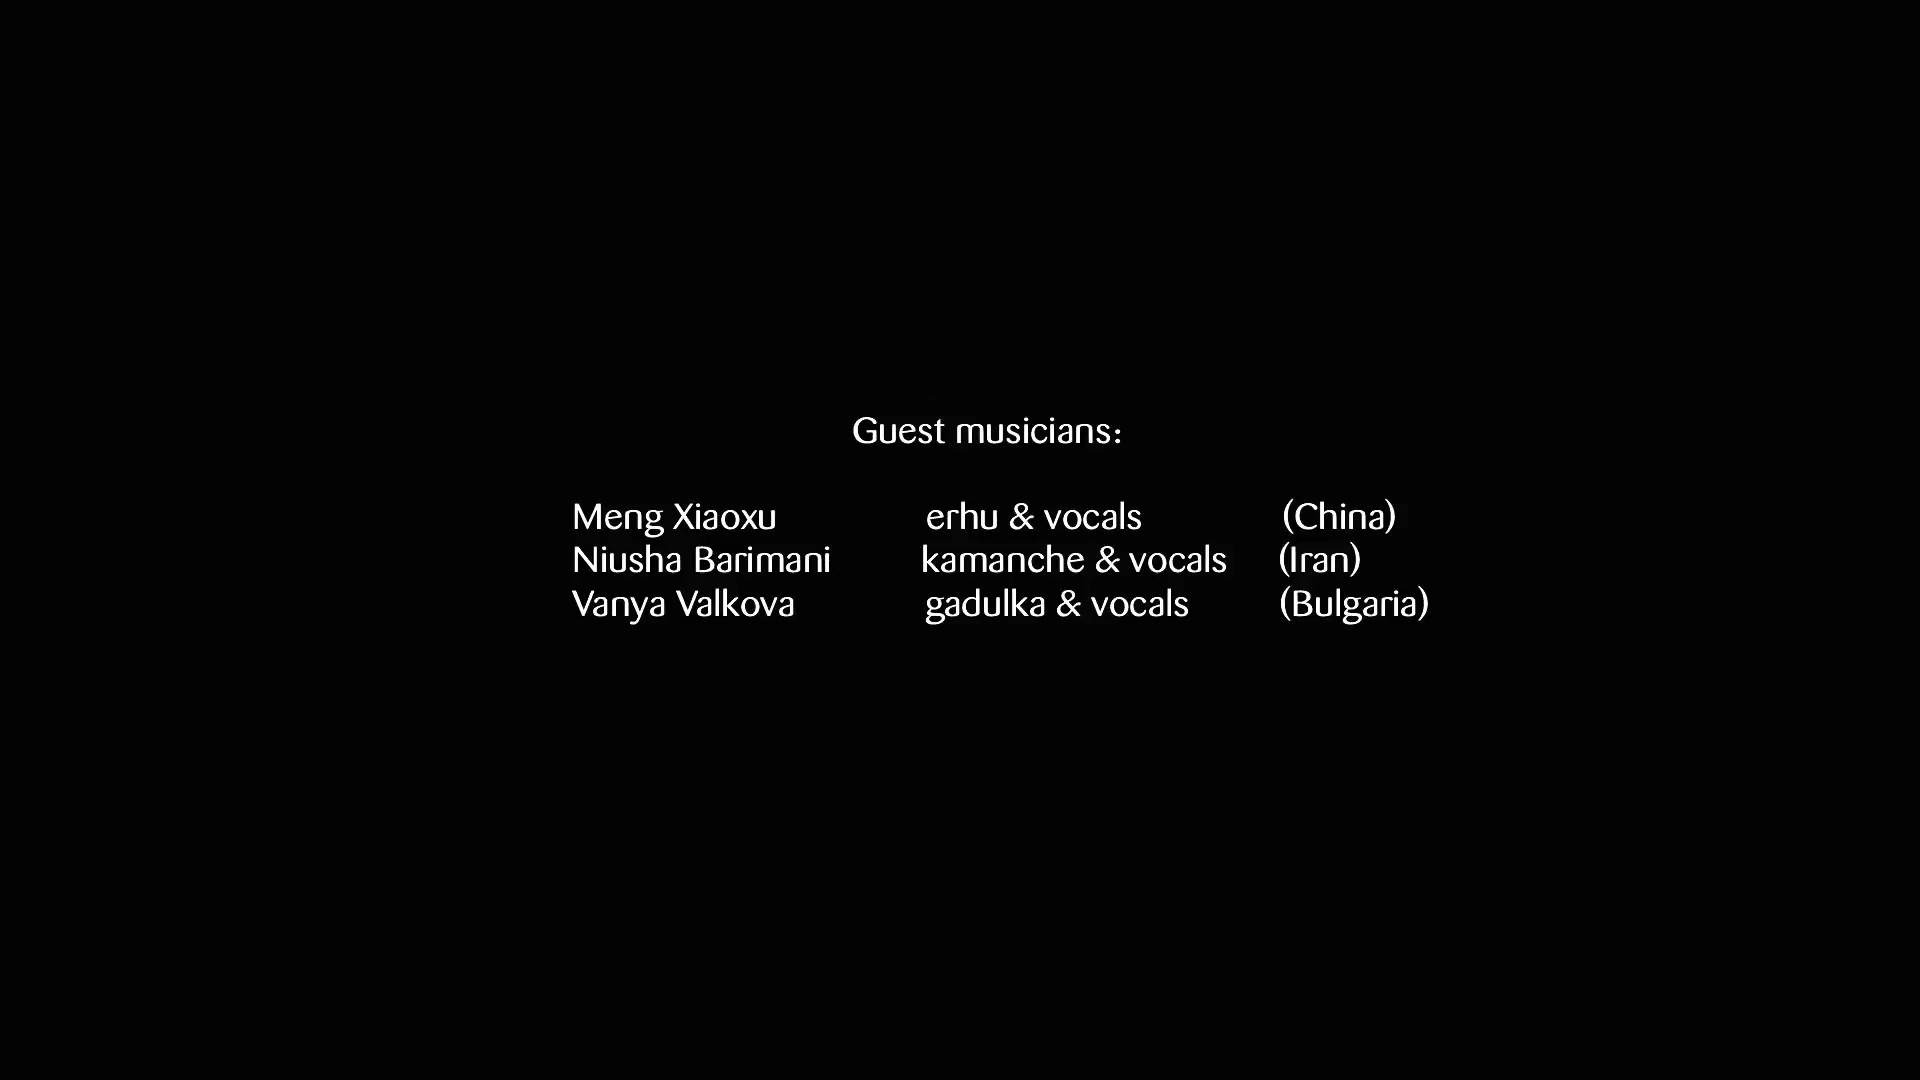 Guest musicians:
Meng Xiaoxu erhu & vocals (China)
Niusha Barimani kamanche & vocals (Iran)
Vanya Valkova gadulka & vocals (Bulgaria)